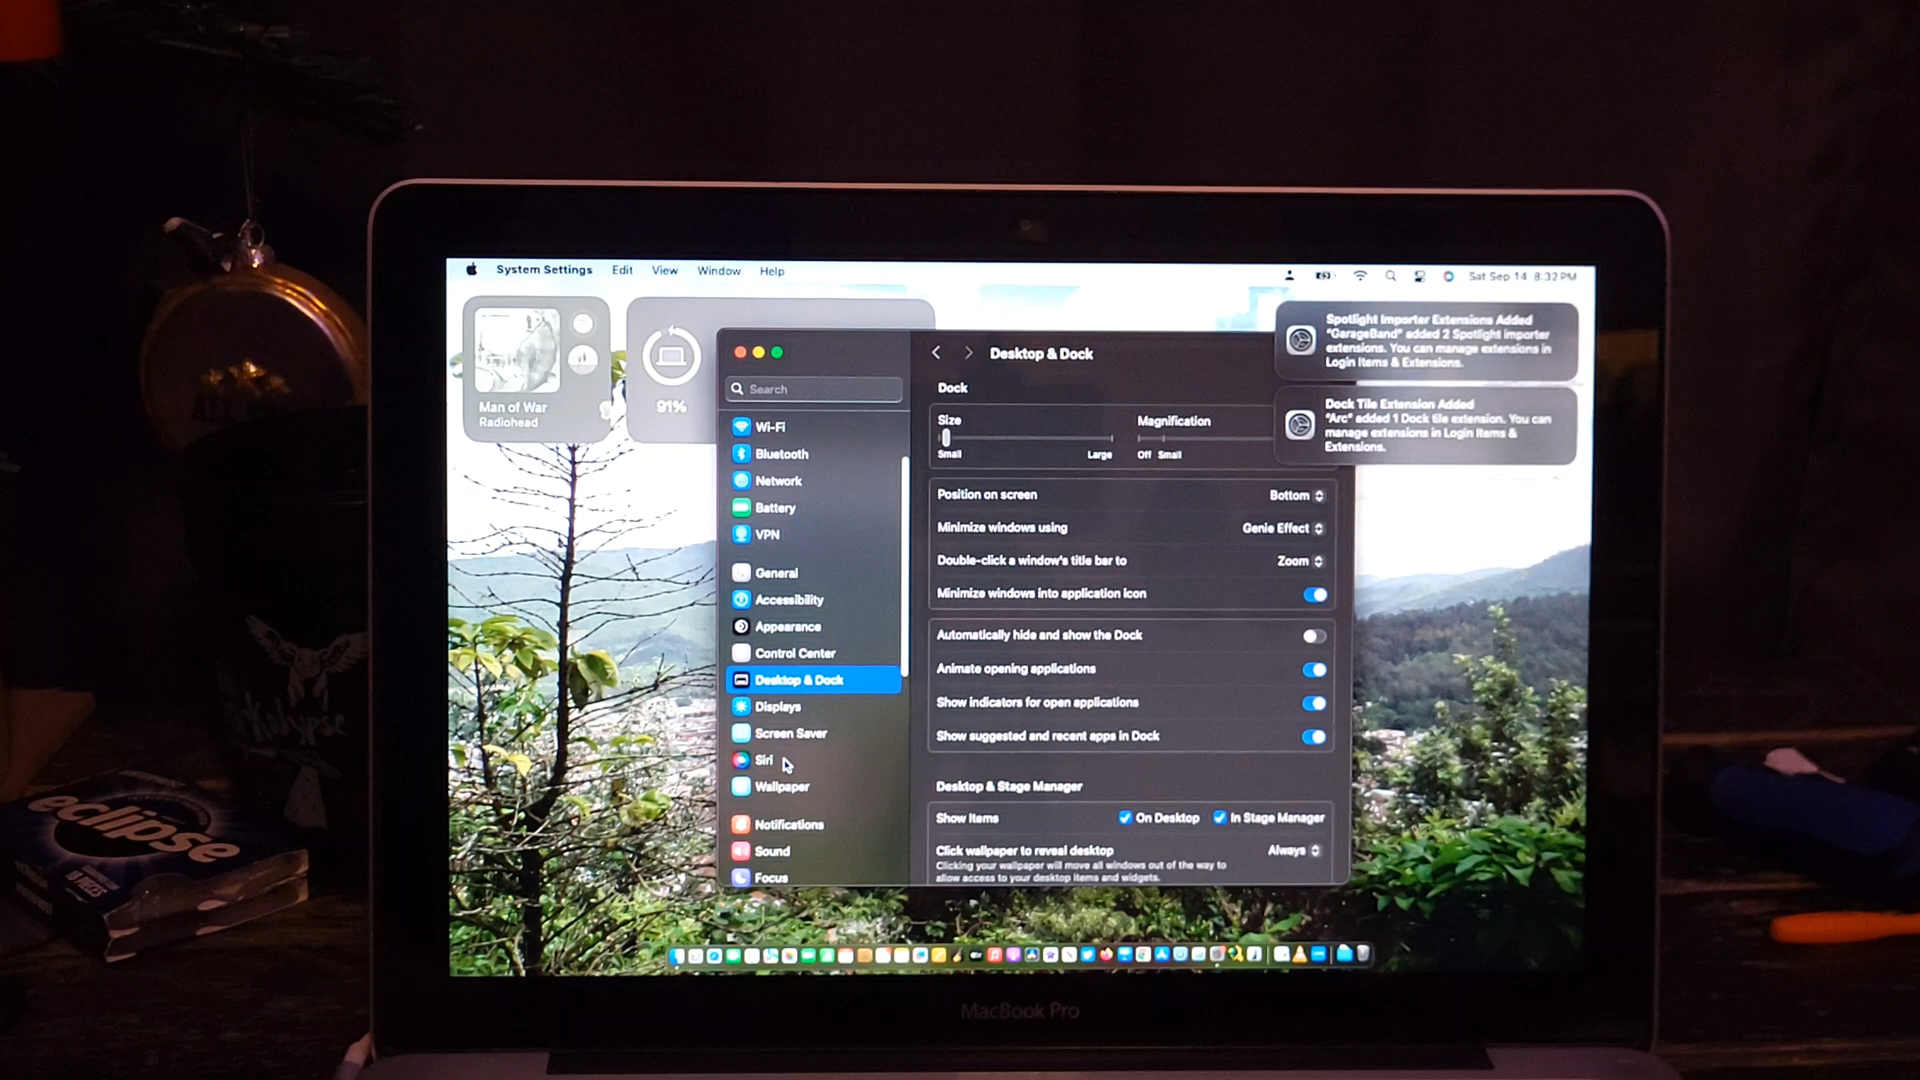 System Settings Edit View Window Help
Sat Sep 14 8:32 PM
Man of War
Radiohead
91%
Search
Wi-Fi
Bluetooth
Network
Battery
VPN
General
Accessibility
Appearance
Control Center
Desktop & Dock
Displays
Screen Saver
Siri
Wallpaper
Notifications
Sound
Focus
Desktop & Dock
Dock
Size
Small Large
Magnification
Off Small
Position on screen Bottom
Minimize windows using Genie Effect
Double-click a window's title bar to Zoom
Minimize windows into application icon
Automatically hide and show the Dock
Animate opening applications
Show indicators for open applications
Show suggested and recent apps in Dock
Desktop & Stage Manager
Show Items On Desktop In Stage Manager
Click wallpaper to reveal desktop Always
Clicking your wallpaper will move all windows out of the way to
allow access to your desktop items and widgets.
Spotlight Importer Extensions Added
"GarageBand" added 2 Spotlight importer
extensions. You can manage extensions in
Login Items & Extensions.
Dock Tile Extension Added
"Arc" added 1 Dock tile extension. You can
manage extensions in Login Items &
Extensions.
MacBook Pro
eclipse